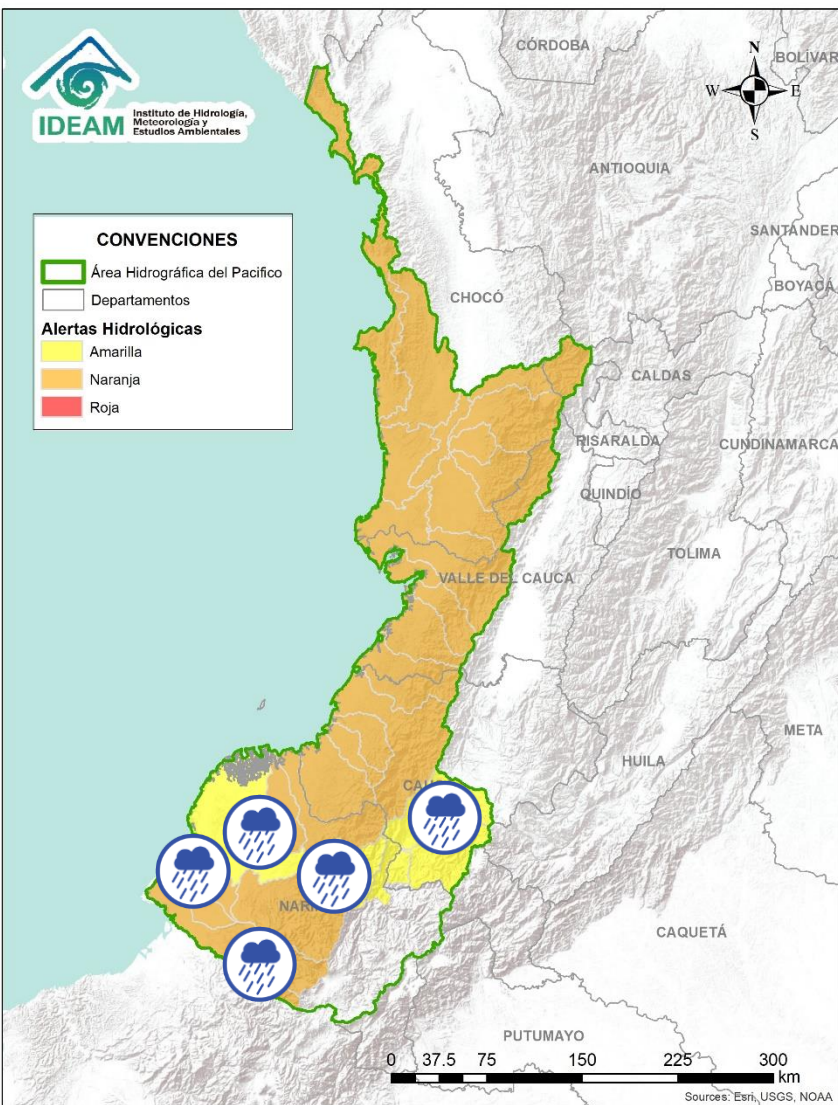 IDEAM
Instituto de Hidrología,
Meteorología y
Estudios Ambientales
CÓRDOBA
BOLÍVAR
N
W
E
S
ANTIOQUIA
CONVENCIONES
Área Hidrográfica del Pacifico
Departamentos
Alertas Hidrológicas
Amarilla
Naranja
Roja
SANTANDER
BOYACÁ
CHOCÓ
CALDAS
RISARALDA
CUNDINAMARCA
QUINDÍO
TOLIMA
VALLE DEL CAUCA
META
HUILA
CAQUETÁ
PUTUMAYO
0 37.5 75 150 225 300
km
Sources: Esri, USGS, NOAA